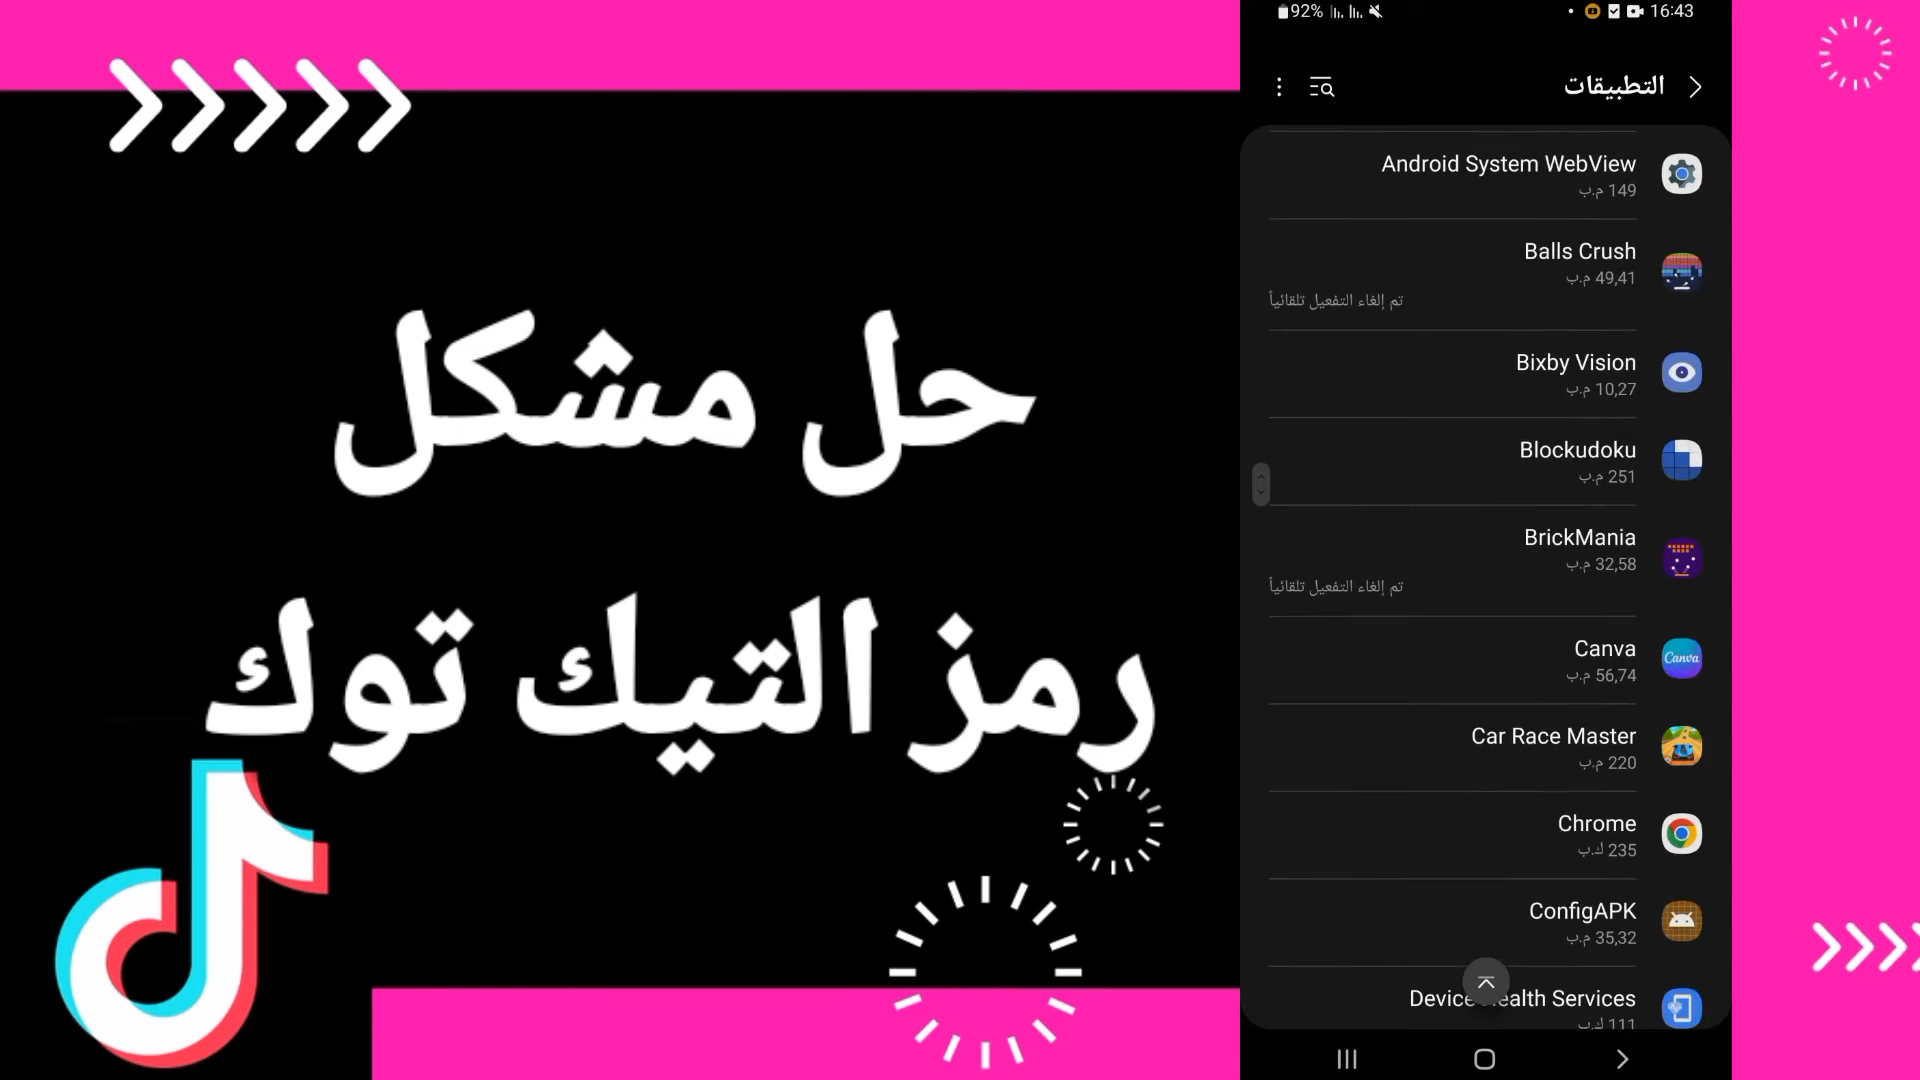 حل مشكل
رمز التيك توك
92%
16:43
التطبيقات
Android System WebView
149 م.ب
Balls Crush
49,41 م.ب
تم إلغاء التفعيل تلقائياً
Bixby Vision
10,27 م.ب
Blockudoku
251 م.ب
BrickMania
32,58 م.ب
تم إلغاء التفعيل تلقائياً
Canva
Canva
56,74 م.ب
Car Race Master
220 م.ب
Chrome
235 ك.ب
ConfigAPK
35,32 م.ب
Device Health Services
111 ك.ب